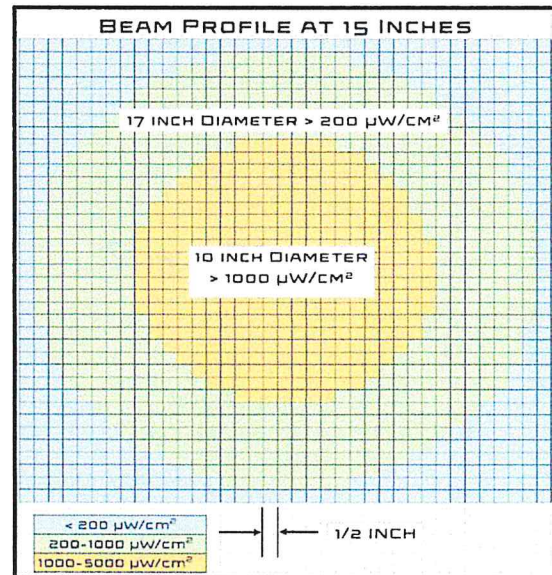 BEAM PROFILE AT 15 INCHES
17 INCH DIAMETER > 200 µW/CM²
10 INCH DIAMETER
> 1000 µW/CM²
< 200 µW/cm²
200-1000 µW/cm²
1000-5000 µW/cm²
1/2 INCH